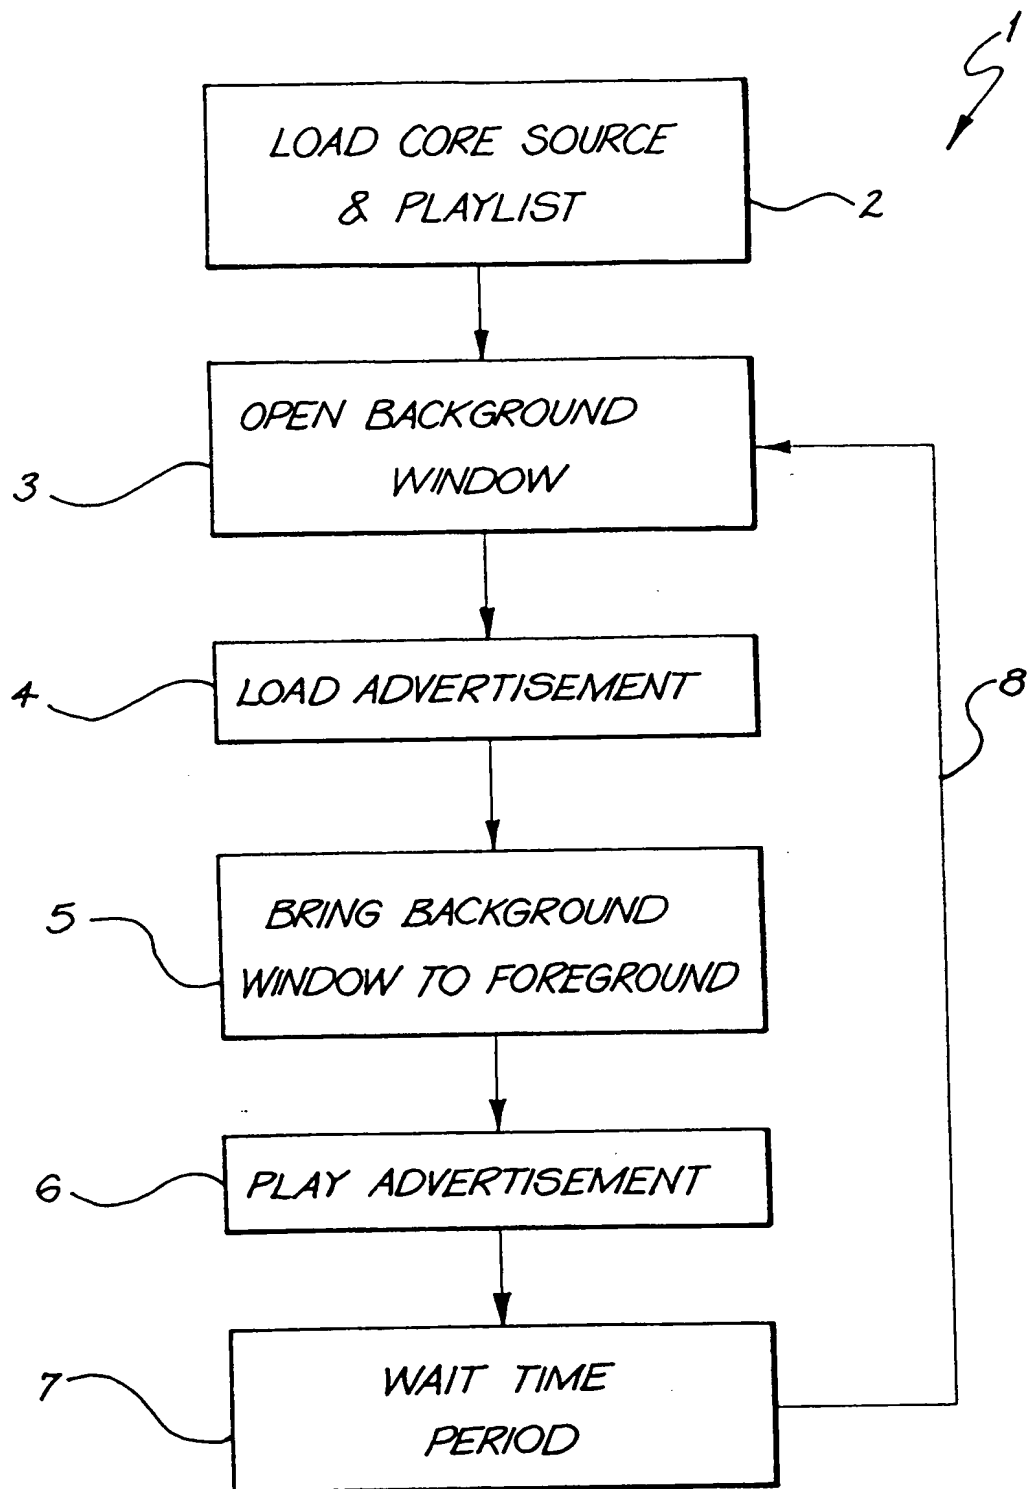 1
LOAD CORE SOURCE
& PLAYLIST
2
OPEN BACKGROUND
WINDOW
3
LOAD ADVERTISEMENT
4
8
BRING BACKGROUND
WINDOW TO FOREGROUND
5
PLAY ADVERTISEMENT
6
WAIT TIME
PERIOD
7